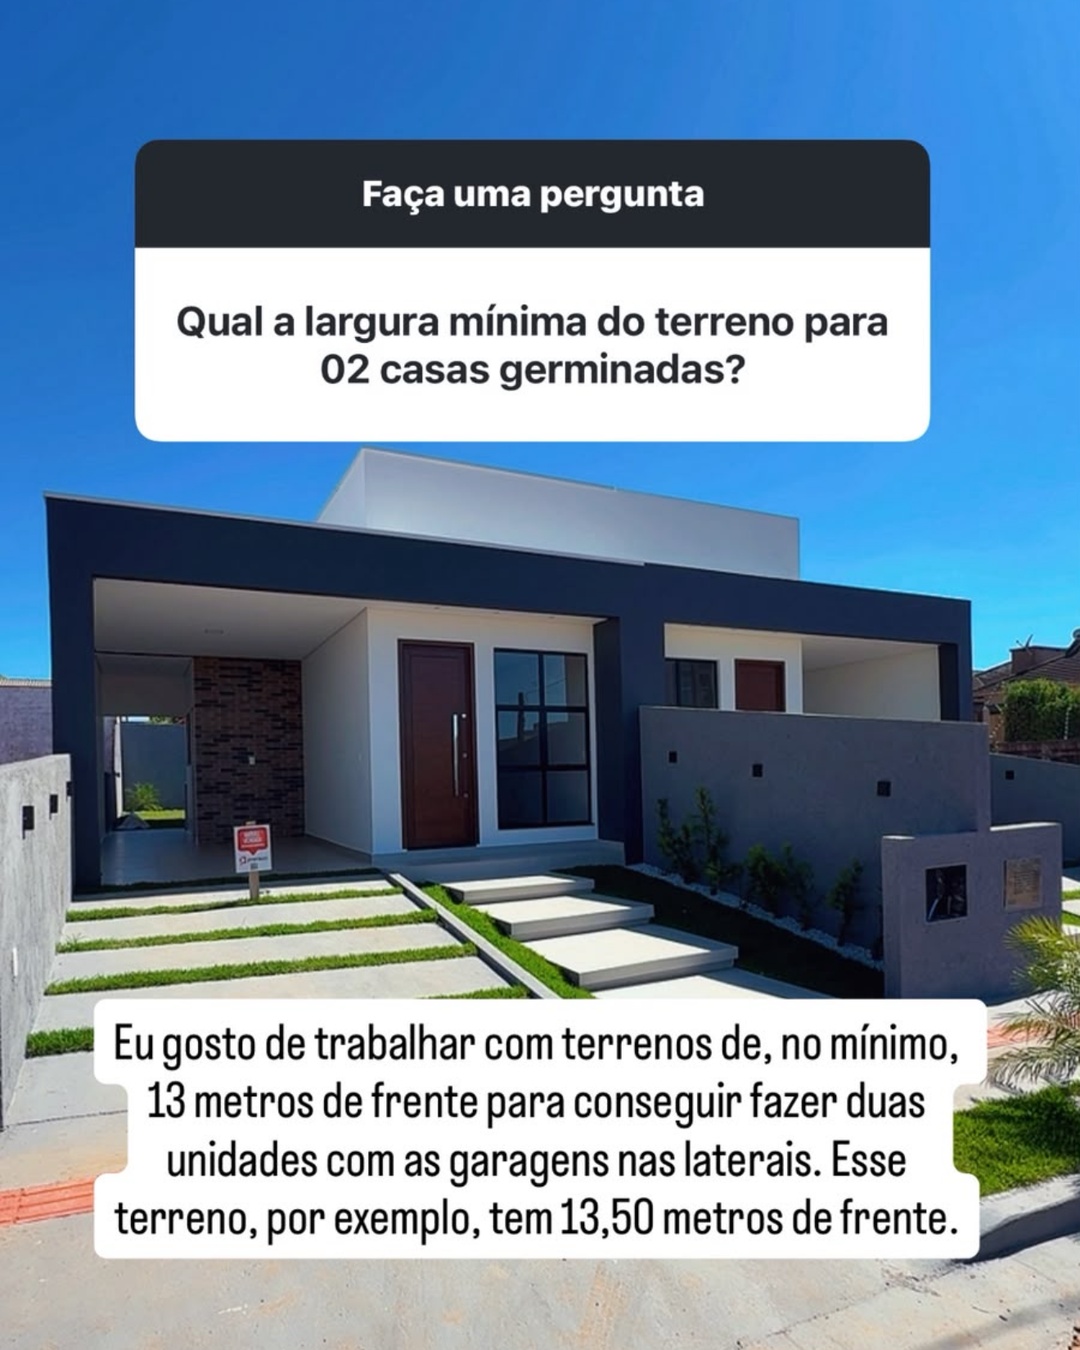 Faça uma pergunta
Qual a largura mínima do terreno para
02 casas germinadas?
Eu gosto de trabalhar com terrenos de, no mínimo,
13 metros de frente para conseguir fazer duas
unidades com as garagens nas laterais. Esse
terreno, por exemplo, tem 13,50 metros de frente.